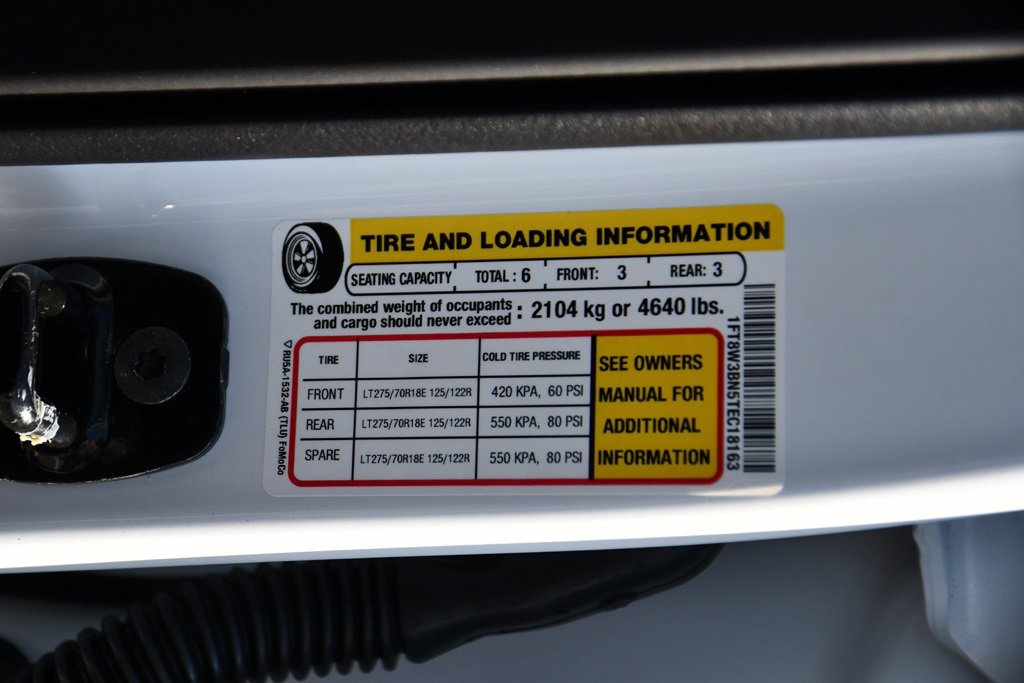 TIRE AND LOADING INFORMATION
SEATING CAPACITY TOTAL : 6 FRONT: 3 REAR: 3
The combined weight of occupants
and cargo should never exceed : 2104 kg or 4640 lbs.
TIRE SIZE COLD TIRE PRESSURE
FRONT LT275/70R18E 125/122R 420 KPA, 60 PSI
REAR LT275/70R18E 125/122R 550 KPA, 80 PSI
SPARE LT275/70R18E 125/122R 550 KPA, 80 PSI
SEE OWNERS
MANUAL FOR
ADDITIONAL
INFORMATION
1FT8W3BN5TEC18163
RU5A-1532-AB (TLU) FoMoCo